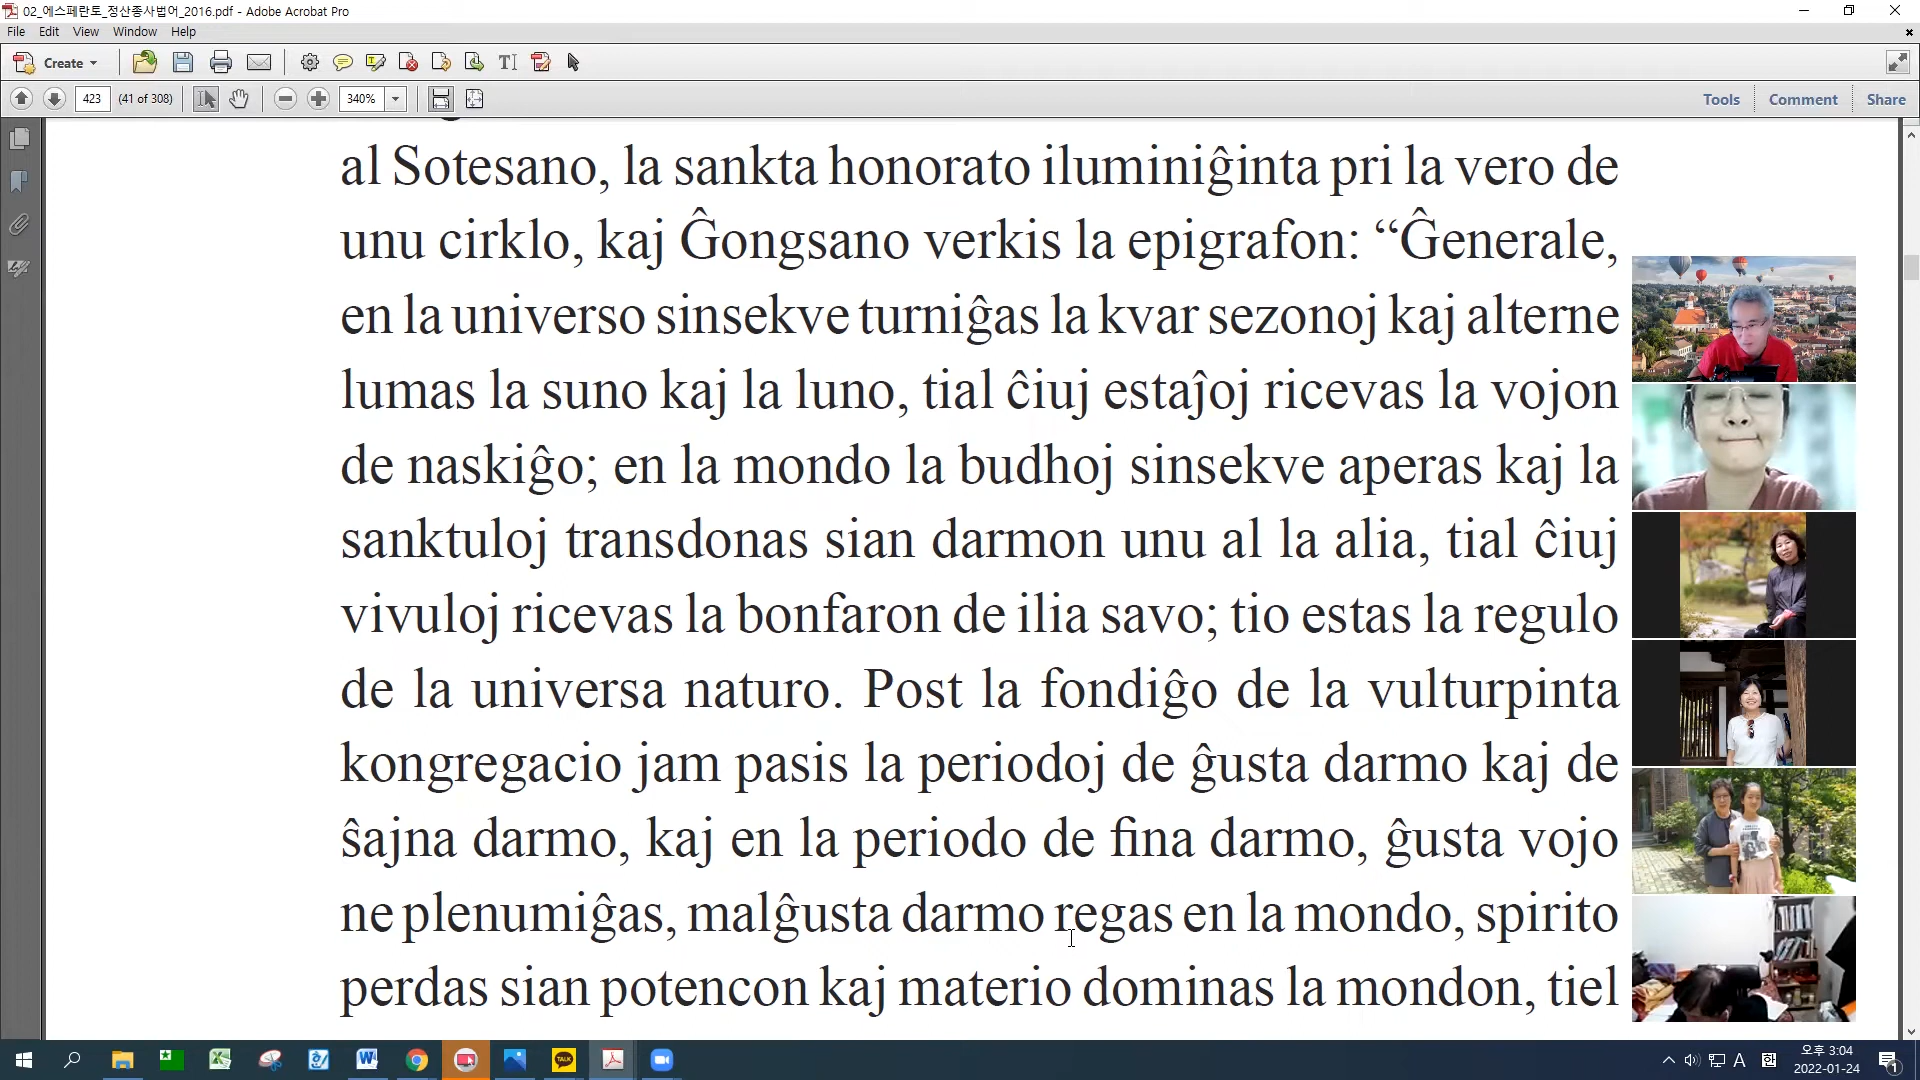 02_에스페란토_정산종사법어_2016.pdf - Adobe Acrobat Pro
File Edit View Window Help
Create
423 (41 of 308) 340% Tools Comment Share
al Sotesano, la sankta honorato iluminiĝinta pri la vero de
unu cirklo, kaj Ĝongsano verkis la epigrafon: “Ĝenerale,
en la universo sinsekve turniĝas la kvar sezonoj kaj alterne
lumas la suno kaj la luno, tial ĉiuj estaĵoj ricevas la vojon
de naskiĝo; en la mondo la budhoj sinsekve aperas kaj la
sanktuloj transdonas sian darmon unu al la alia, tial ĉiuj
vivuloj ricevas la bonfaron de ilia savo; tio estas la regulo
de la universa naturo. Post la fondiĝo de la vulturpinta
kongregacio jam pasis la periodoj de ĝusta darmo kaj de
ŝajna darmo, kaj en la periodo de fina darmo, ĝusta vojo
ne plenumiĝas, malĝusta darmo regas en la mondo, spirito
perdas sian potencon kaj materio dominas la mondon, tiel
TALK
A 한 오후 3:04
2022-01-24
1